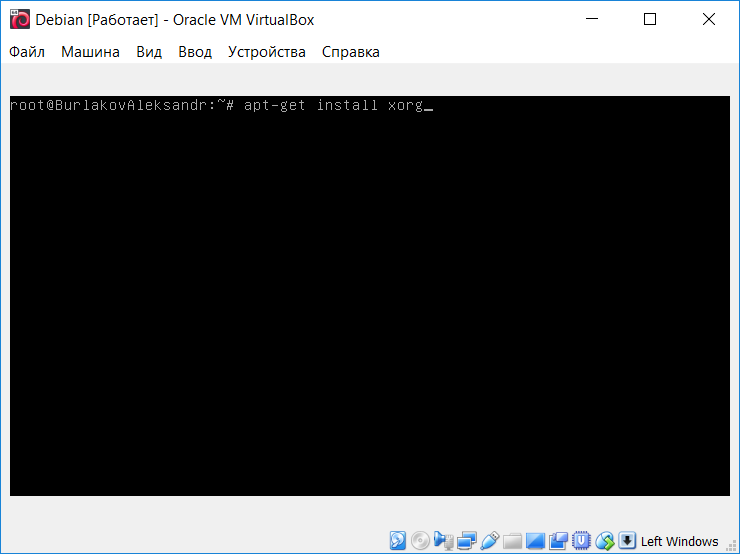 Debian [Работает] - Oracle VM VirtualBox
Файл Машина Вид Ввод Устройства Справка
root@BurlakovAleksandr:~# apt-get install xorg_
Left Windows